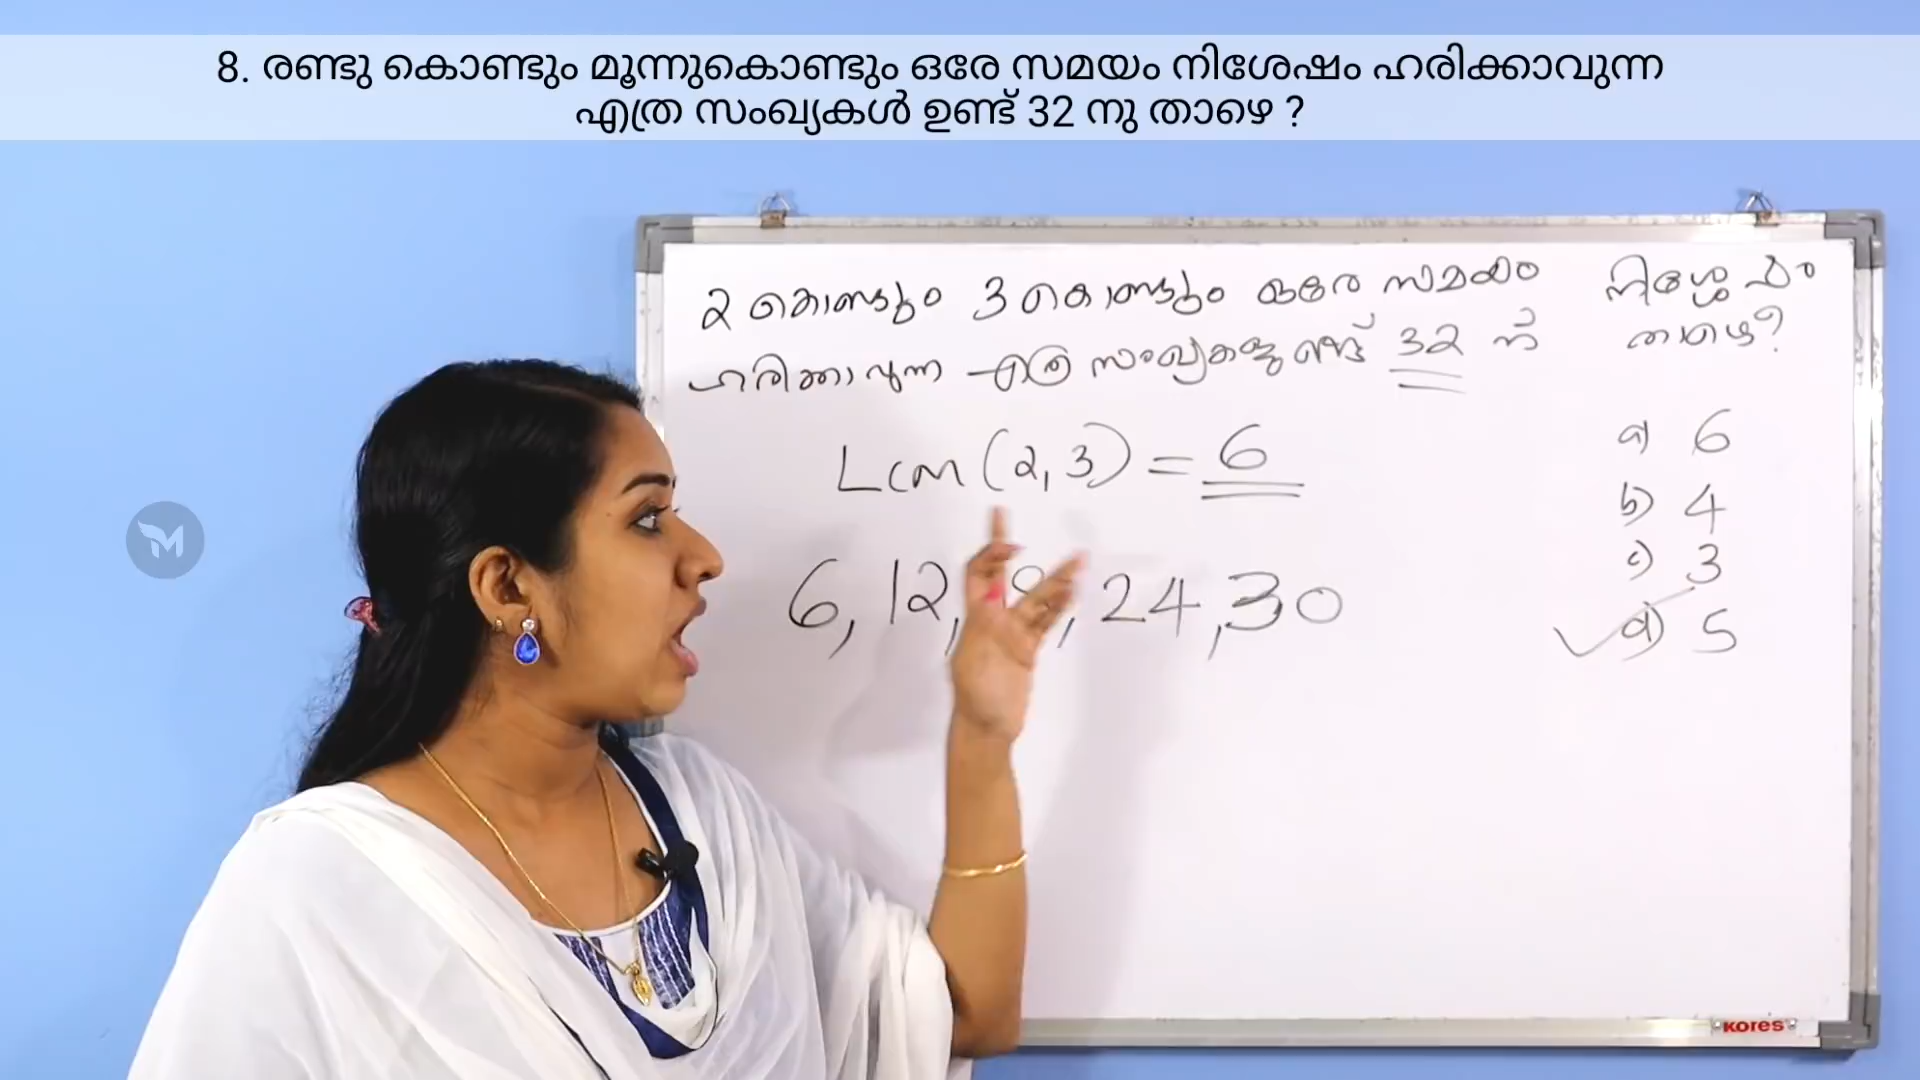 8. രണ്ടു കൊണ്ടും മൂന്നുകൊണ്ടും ഒരേ സമയം നിശേഷം ഹരിക്കാവുന്ന
എത്ര സംഖ്യകൾ ഉണ്ട് 32 നു താഴെ ?
2 കൊണ്ടും 3 കൊണ്ടും ഒരേ സമയം നിശ്ശേഷം
ഹരിക്കാവുന്ന എത്ര സംഖ്യകളുണ്ട് 32 ന് താഴെ?
LCM (2, 3) = 6
6, 12, 18, 24, 30
a) 6
b) 4
c) 3
d) 5
M
KORES